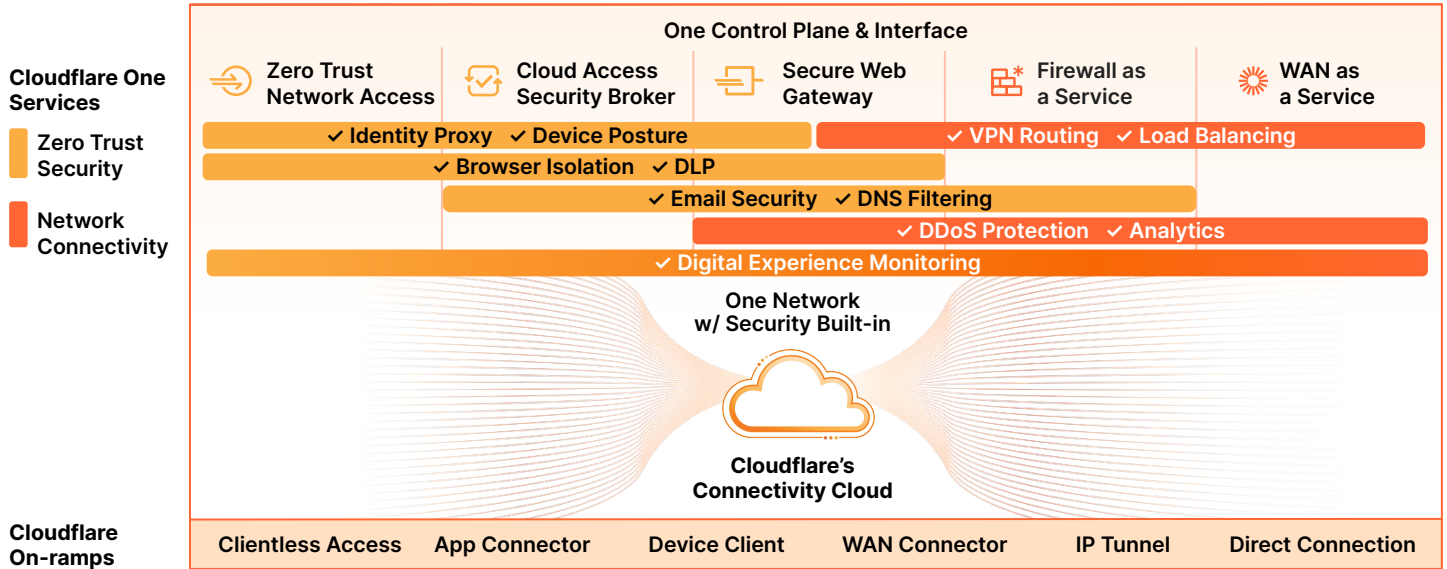 One Control Plane & Interface
Cloudflare One
Services
Zero Trust
Security
Network
Connectivity
Zero Trust
Network Access
Cloud Access
Security Broker
Secure Web
Gateway
Firewall as
a Service
WAN as
a Service
✓ Identity Proxy ✓ Device Posture
✓ VPN Routing ✓ Load Balancing
✓ Browser Isolation ✓ DLP
✓ Email Security ✓ DNS Filtering
✓ DDoS Protection ✓ Analytics
✓ Digital Experience Monitoring
One Network
w/ Security Built-in
Cloudflare’s
Connectivity Cloud
Cloudflare
On-ramps
Clientless Access
App Connector
Device Client
WAN Connector
IP Tunnel
Direct Connection